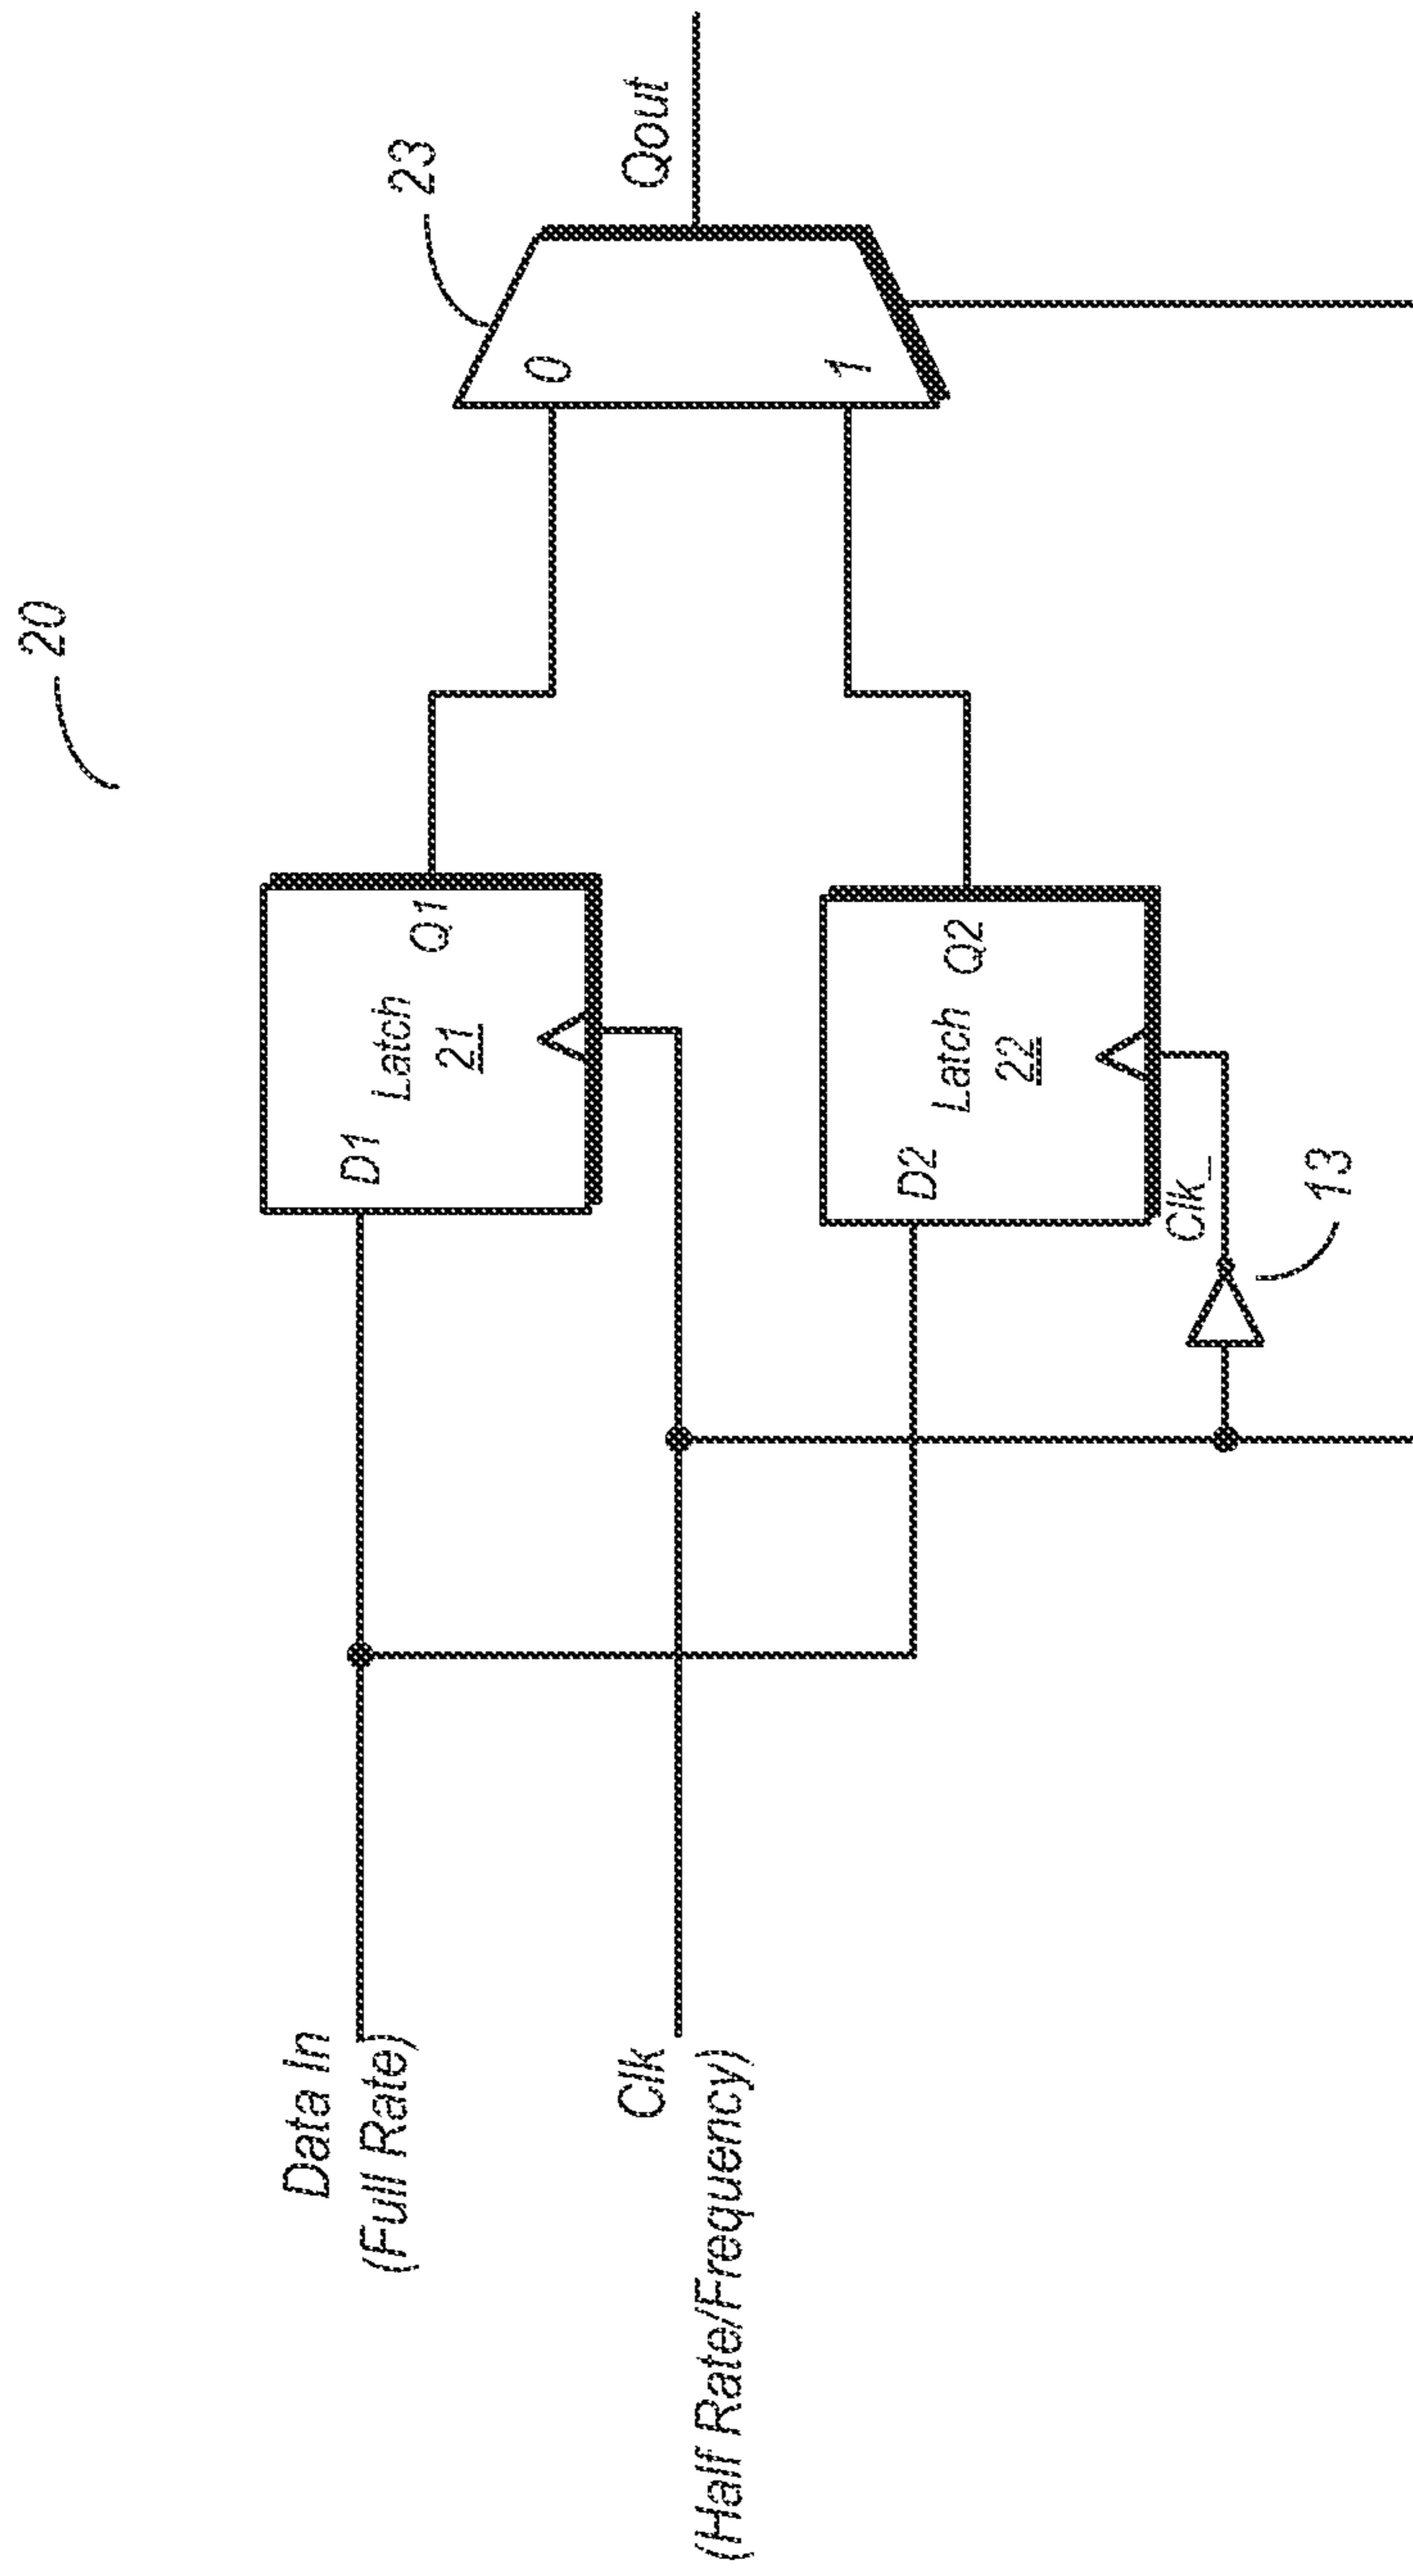 20
23
Data In
(Full Rate)
D1
Latch
21
Q1
0
Qout
Clk
(Half Rate/Frequency)
D2
Latch
22
Q2
1
Clk_
13